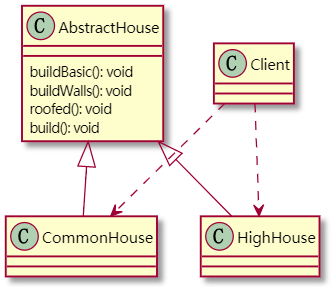 C AbstractHouse
buildBasic(): void
buildWalls(): void
roofed(): void
build(): void
C Client
C CommonHouse
C HighHouse